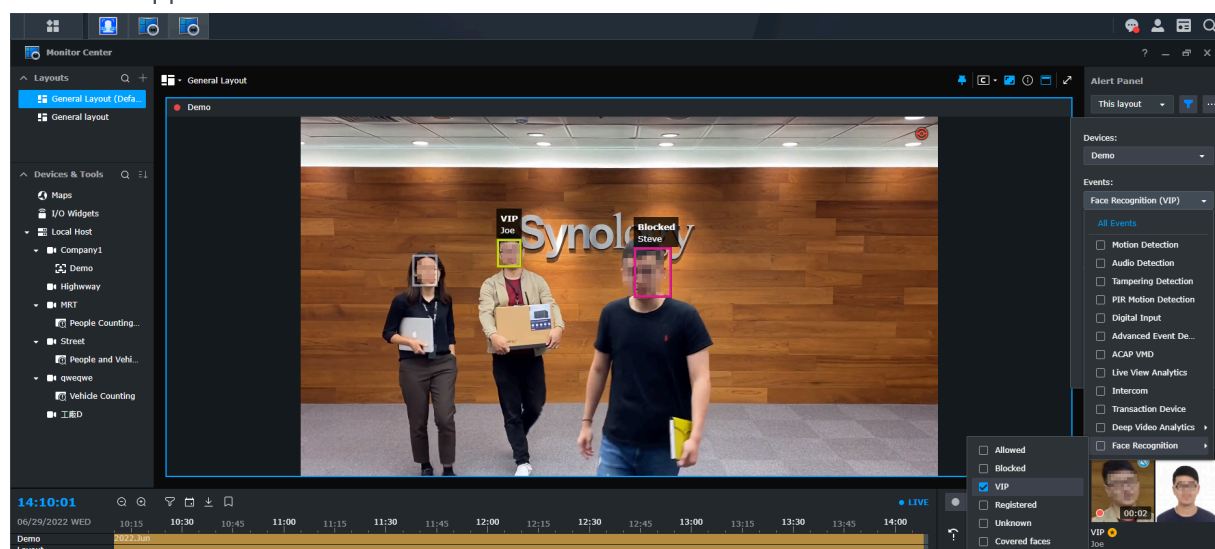 Monitor Center
Layouts
General Layout (Defa...
General layout
Devices & Tools
Maps
I/O Widgets
Local Host
Company1
Demo
Highwway
MRT
People Counting...
Street
People and Vehi...
qweqwe
Vehicle Counting
工廠D
General Layout
Demo
Synology
VIP
Joe
Blocked
Steve
Alert Panel
This layout
Devices:
Demo
Events:
Face Recognition (VIP)
All Events
Motion Detection
Audio Detection
Tampering Detection
PIR Motion Detection
Digital Input
Advanced Event De...
ACAP VMD
Live View Analytics
Intercom
Transaction Device
Deep Video Analytics
Face Recognition
Allowed
Blocked
VIP
Registered
Unknown
Covered faces
00:02
VIP
Joe
14:10:01
LIVE
06/29/2022 WED
10:15 10:30 10:45 11:00 11:15 11:30 11:45 12:00 12:15 12:30 12:45 13:00 13:15 13:30 13:45 14:00
Demo
2022.Jun